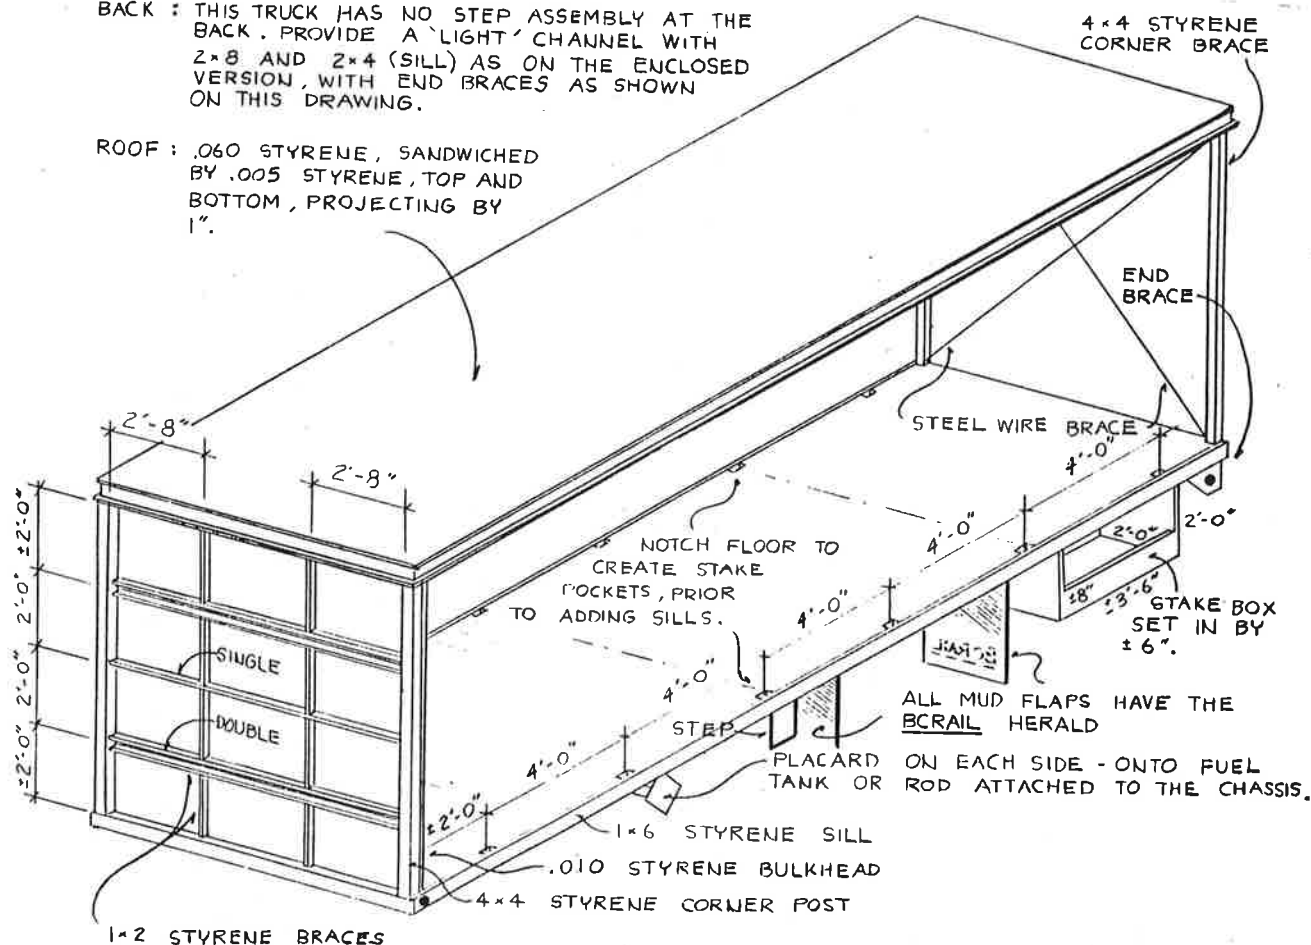 BACK : THIS TRUCK HAS NO STEP ASSEMBLY AT THE
BACK. PROVIDE A 'LIGHT' CHANNEL WITH
2×8 AND 2×4 (SILL) AS ON THE ENCLOSED
VERSION, WITH END BRACES AS SHOWN
ON THIS DRAWING.
ROOF : .060 STYRENE, SANDWICHED
BY .005 STYRENE, TOP AND
BOTTOM, PROJECTING BY
1".
4×4 STYRENE
CORNER BRACE
END
BRACE
STEEL WIRE BRACE
2'-8"
2'-8"
±2'-0"
2'-0"
2'-0"
±2'-0"
SINGLE
DOUBLE
NOTCH FLOOR TO
CREATE STAKE
POCKETS, PRIOR
TO ADDING SILLS.
4'-0"
4'-0"
4'-0"
4'-0"
4'-0"
±2'-0"
2'-0"
2'-0"
±8"
±3'-6"
STAKE BOX
SET IN BY
±6".
BCRAIL
ALL MUD FLAPS HAVE THE
BCRAIL HERALD
STEP
PLACARD ON EACH SIDE - ONTO FUEL
TANK OR ROD ATTACHED TO THE CHASSIS.
1×6 STYRENE SILL
.010 STYRENE BULKHEAD
4×4 STYRENE CORNER POST
1×2 STYRENE BRACES